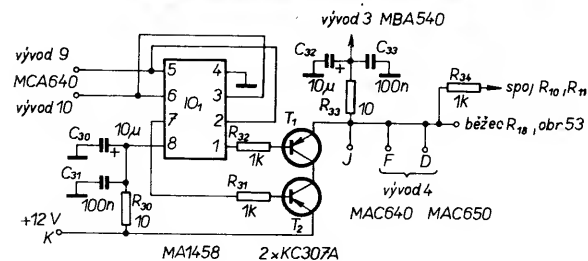 vývod 3 MBA540
vývod 9
MCA640
vývod 10
5 4
6 3
IO₁
7 2
8 1
C₃₂
10µ
+
C₃₃
100n
R₃₃
10
R₃₄
1k
spoj R₁₀, R₁₁
běžec R₁₈, obr 53
T₁
R₃₂
1k
J F D
vývod 4
MAC640 MAC650
C₃₀
10µ
+
C₃₁
100n
R₃₀
10
R₃₁
1k
T₂
+12 V
K
MA1458 2×KC307A